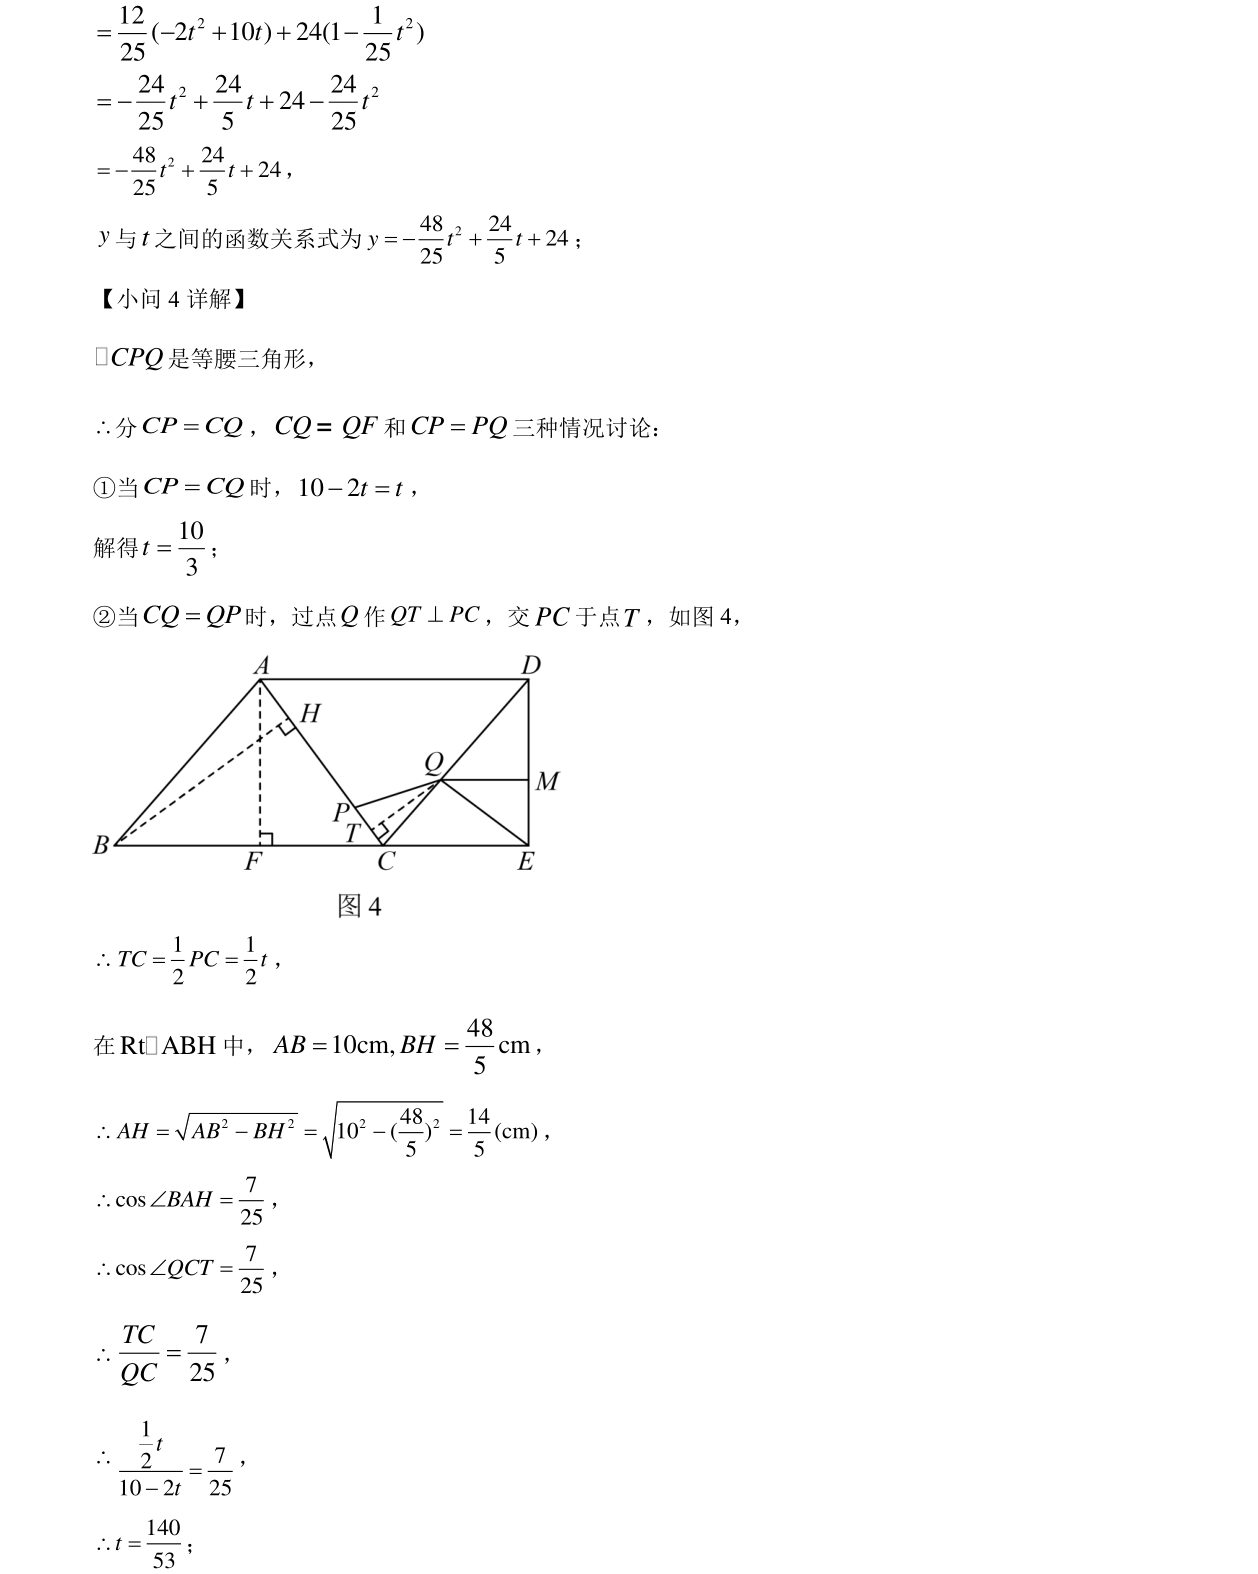 =12/25(−2t²+10t)+24(1−1/25t²)
=−24/25t²+24/5t+24−24/25t²
=−48/25t²+24/5t+24，
y与t之间的函数关系式为y=−48/25t²+24/5t+24；
【小问 4 详解】
□CPQ是等腰三角形，
∴分CP=CQ，CQ= QF和CP=PQ三种情况讨论：
①当CP=CQ时，10−2t=t，
解得t=10/3；
②当CQ=QP时，过点Q作QT⊥PC，交PC于点T，如图 4，
A
D
H
Q
M
P
T
B
F
C
E
图 4
∴TC=1/2PC=1/2t，
在Rt□ABH中，AB=10cm,BH=48/5cm，
∴AH=√(AB²−BH²)=√(10²−(48/5)²)=14/5(cm)，
∴cos∠BAH=7/25，
∴cos∠QCT=7/25，
∴TC/QC=7/25，
∴(1/2t)/(10−2t)=7/25，
∴t=140/53；